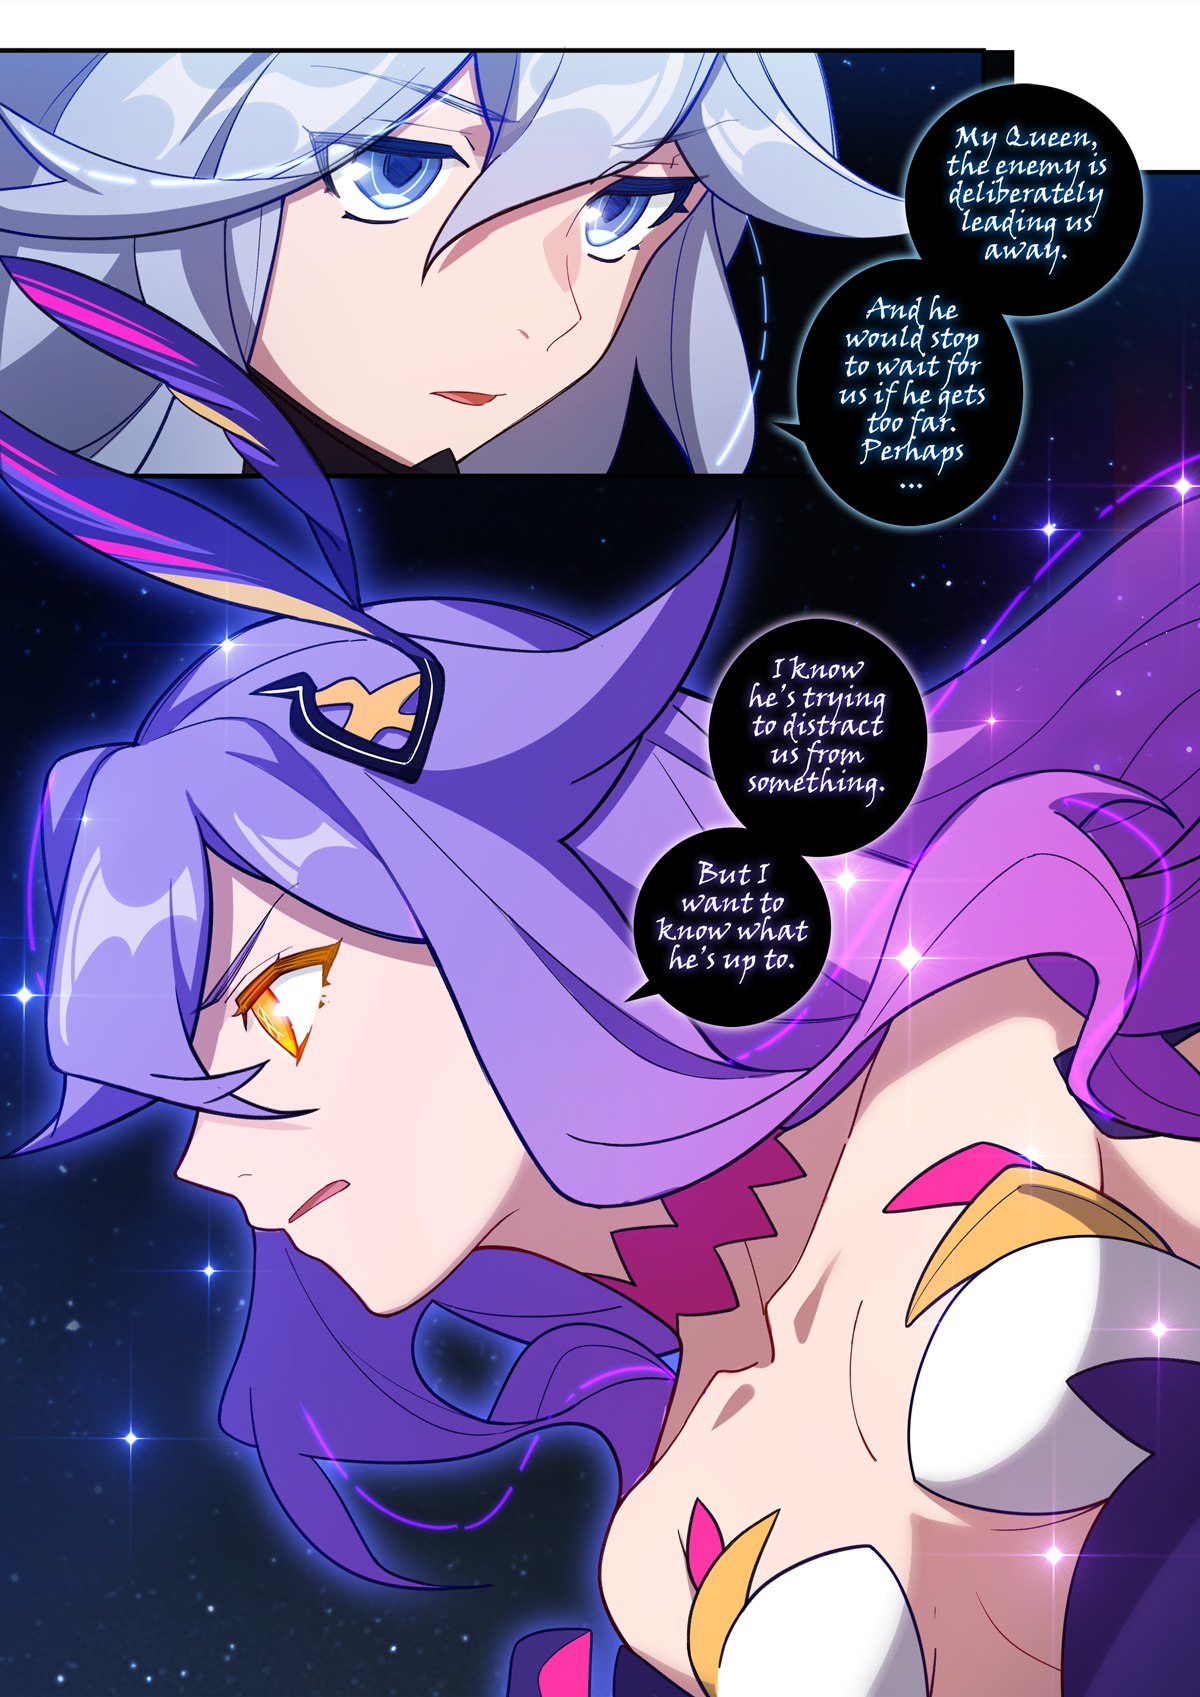 My Queen,
the enemy is
deliberately
leading us
away.
And he
would stop
to wait for
us if he gets
too far.
Perhaps
...
I know
he's trying
to distract
us from
something.
But I
want to
know what
he's up to.